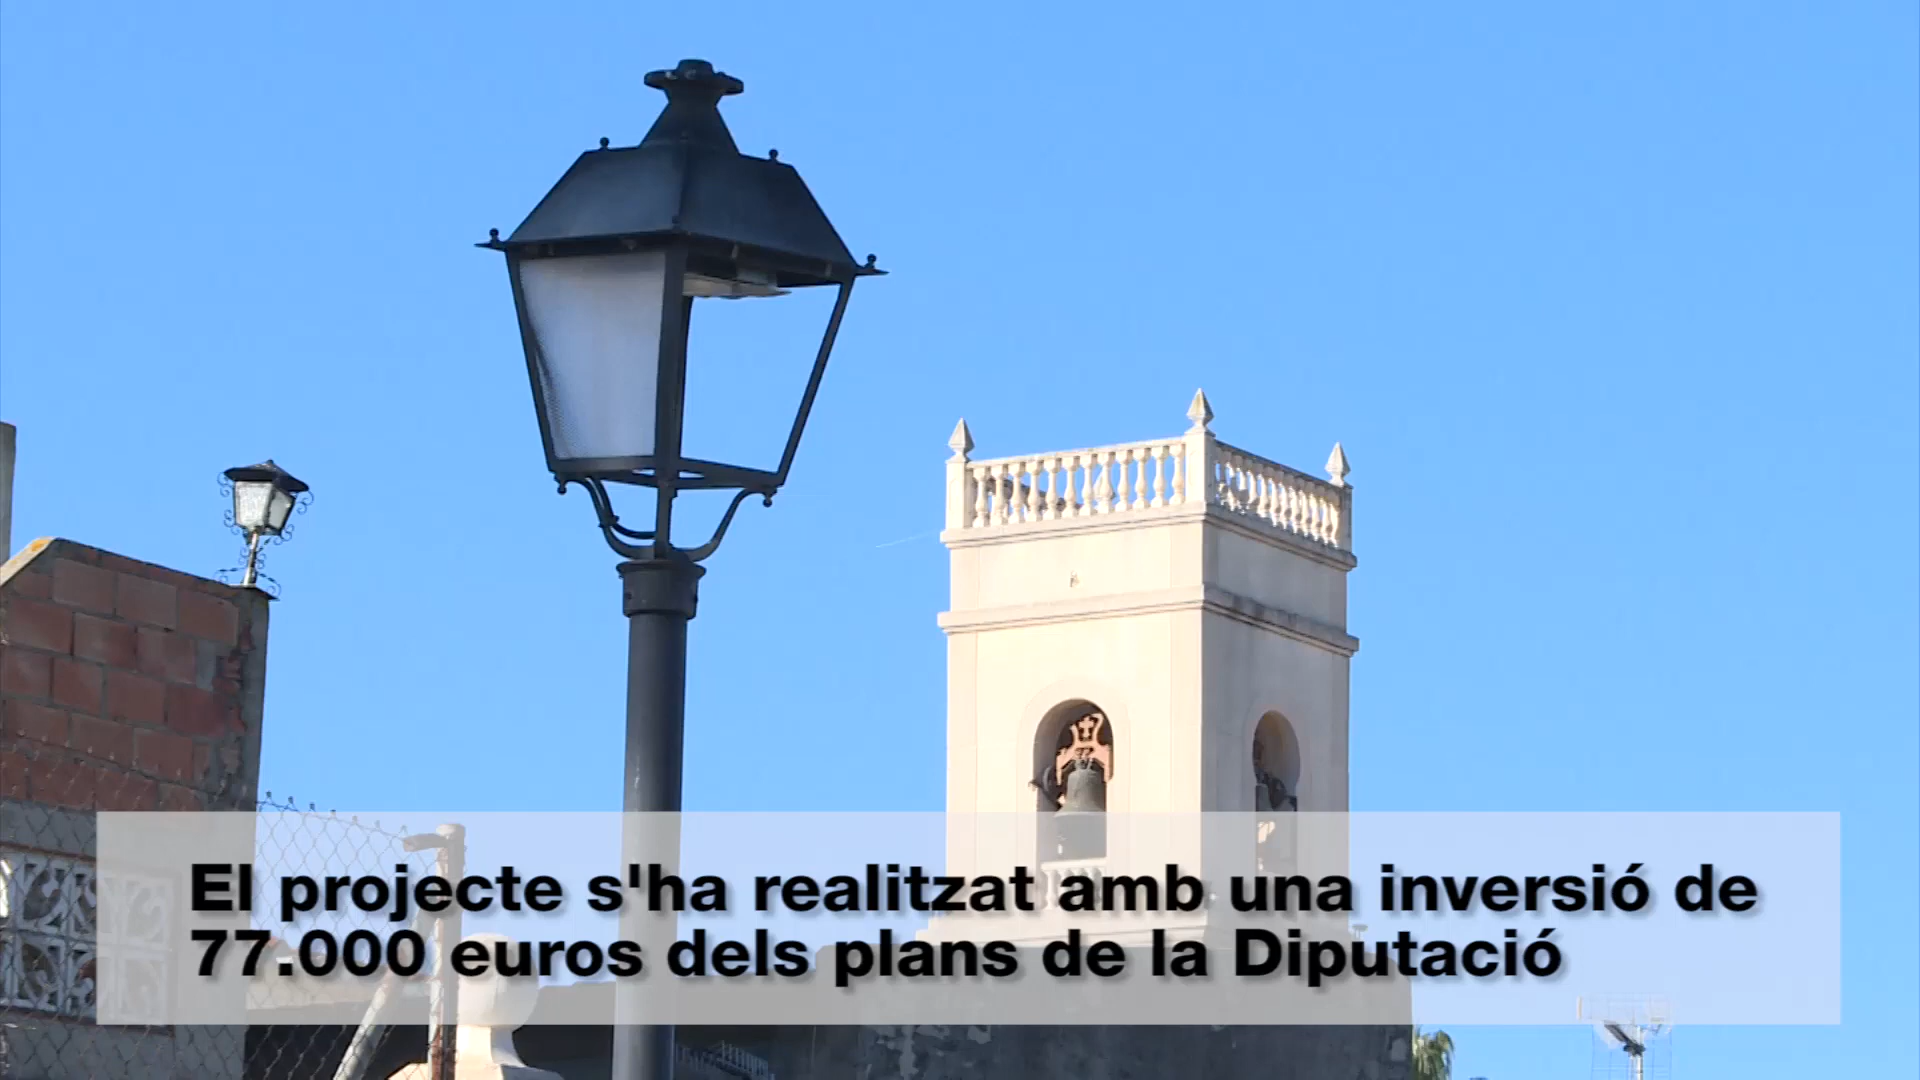 El projecte s'ha realitzat amb una inversió de
77.000 euros dels plans de la Diputació